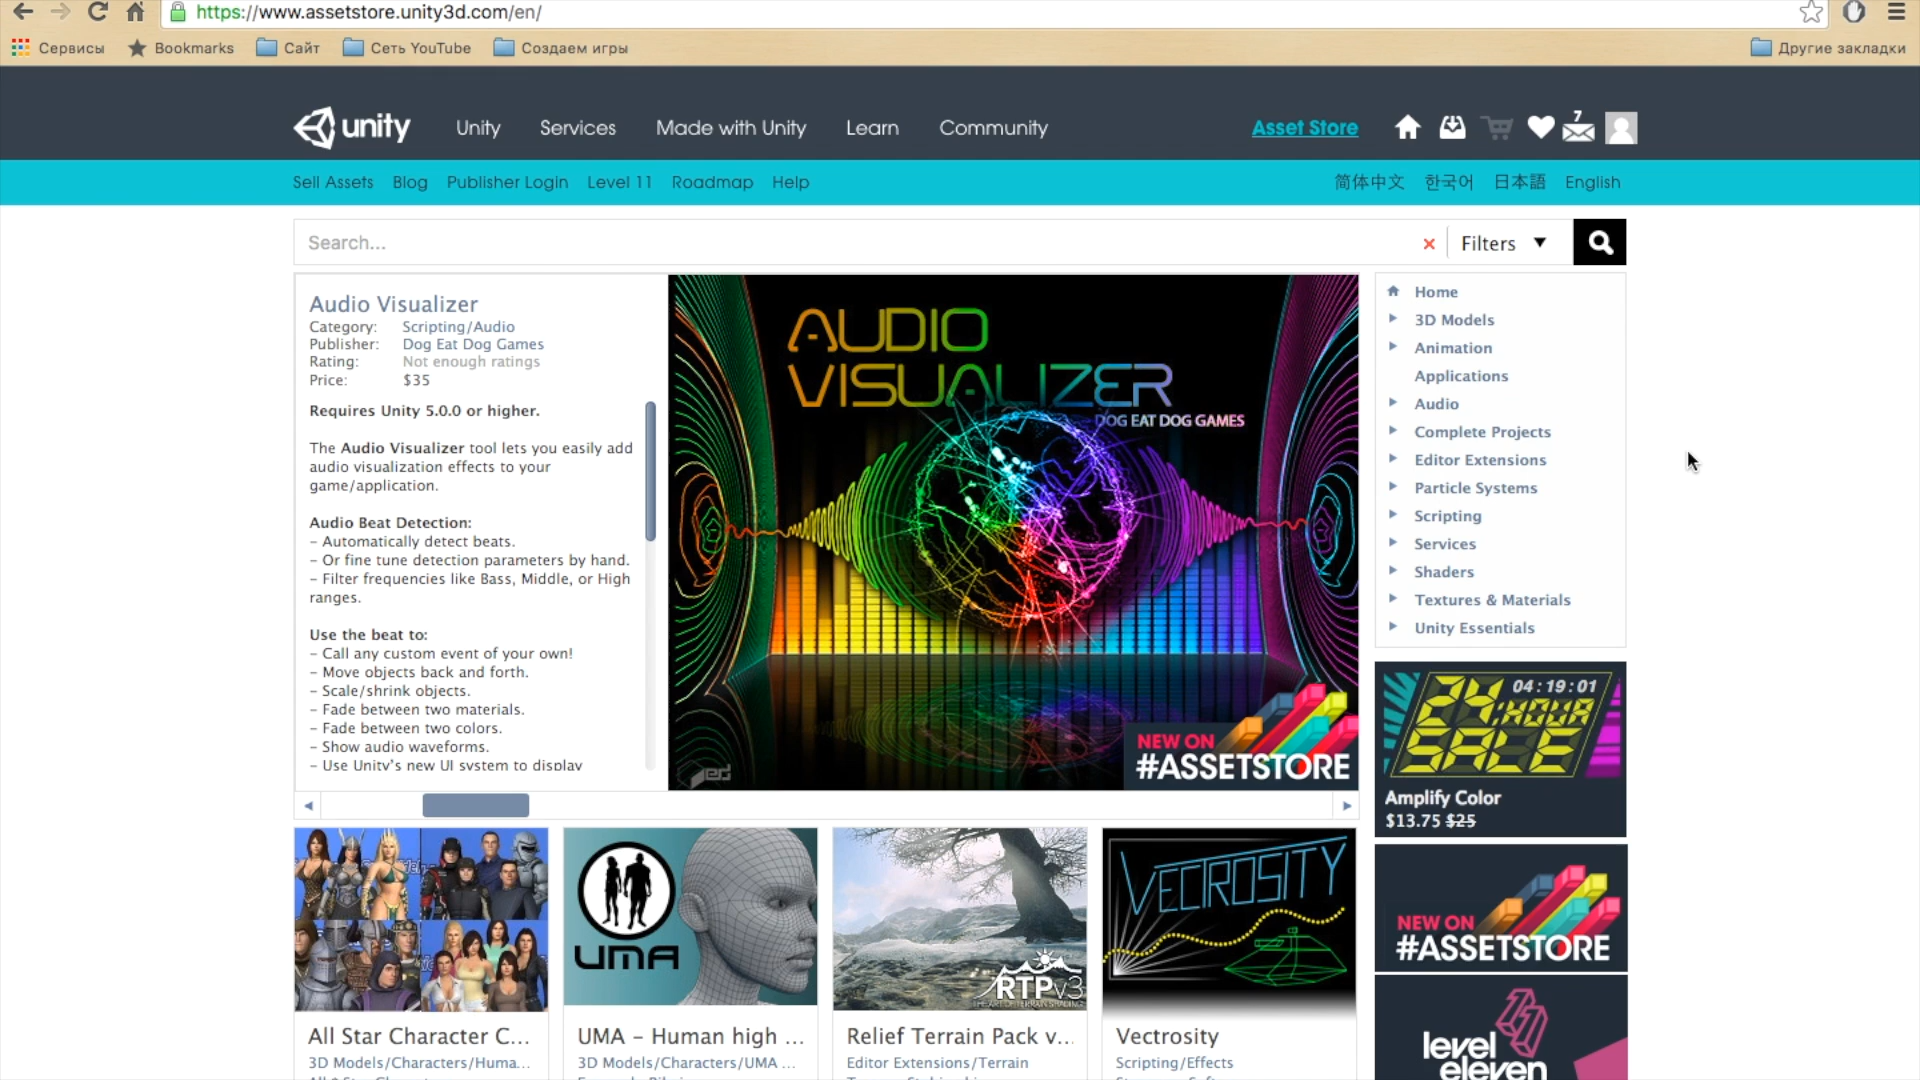 https://www.assetstore.unity3d.com/en/
Сервисы
Bookmarks
Сайт
Сеть YouTube
Создаем игры
Другие закладки
unity
Unity
Services
Made with Unity
Learn
Community
Asset Store
7
Sell Assets
Blog
Publisher Login
Level 11
Roadmap
Help
简体中文
한국어
日本語
English
Search...
Filters
Audio Visualizer
Category: Scripting/Audio
Publisher: Dog Eat Dog Games
Rating: Not enough ratings
Price: $35
Requires Unity 5.0.0 or higher.
The Audio Visualizer tool lets you easily add
audio visualization effects to your
game/application.
Audio Beat Detection:
– Automatically detect beats.
– Or fine tune detection parameters by hand.
– Filter frequencies like Bass, Middle, or High
ranges.
Use the beat to:
– Call any custom event of your own!
– Move objects back and forth.
– Scale/shrink objects.
– Fade between two materials.
– Fade between two colors.
– Show audio waveforms.
– Use Unity's new UI system to display
AUDIO
VISUALIZER
DOG EAT DOG GAMES
NEW ON
#ASSETSTORE
Home
3D Models
Animation
Applications
Audio
Complete Projects
Editor Extensions
Particle Systems
Scripting
Services
Shaders
Textures & Materials
Unity Essentials
04:19:01
24 HOUR
SALE
Amplify Color
$13.75 $25
NEW ON
#ASSETSTORE
level
eleven
UMA
RTPv3
VECTROSITY
All Star Character C...
3D Models/Characters/Huma...
UMA – Human high ...
3D Models/Characters/UMA ...
Relief Terrain Pack v...
Editor Extensions/Terrain
Vectrosity
Scripting/Effects